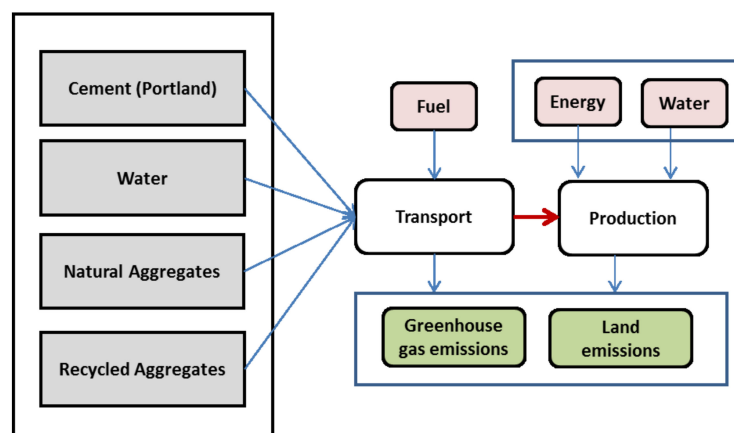 Cement (Portland)
Water
Natural Aggregates
Recycled Aggregates
Fuel
Energy
Water
Transport
Production
Greenhouse
gas emissions
Land
emissions